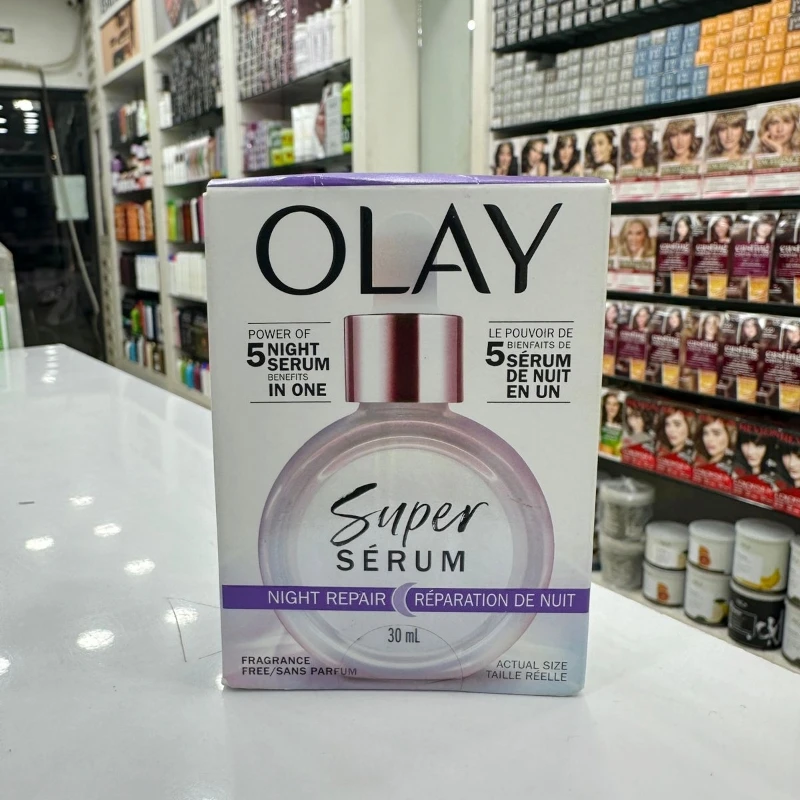 OLAY
POWER OF
5 NIGHT
SERUM
BENEFITS
IN ONE
LE POUVOIR DE
5 BIENFAITS DE
SÉRUM
DE NUIT
EN UN
Super
SÉRUM
NIGHT REPAIR RÉPARATION DE NUIT
30 mL
FRAGRANCE
FREE/SANS PARFUM
ACTUAL SIZE
TAILLE RÉELLE